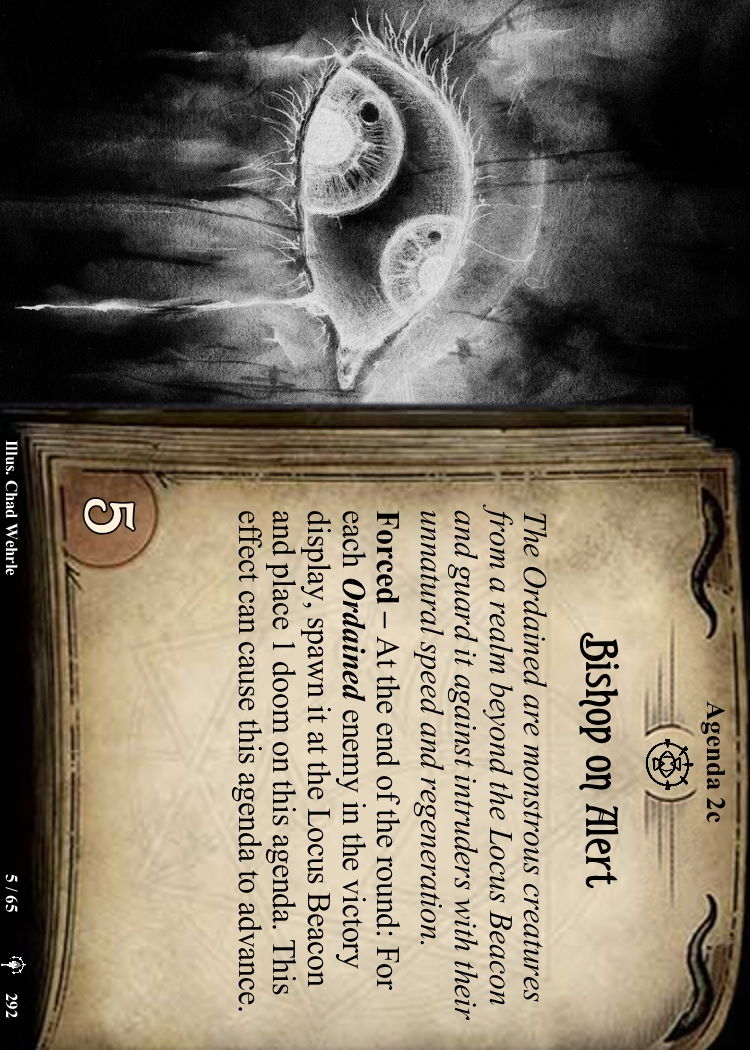 Agenda 2c
Bishop on Alert
The Ordained are monstrous creatures
from a realm beyond the Locus Beacon
and guard it against intruders with their
unnatural speed and regeneration.
Forced – At the end of the round: For
each Ordained enemy in the victory
display, spawn it at the Locus Beacon
and place 1 doom on this agenda. This
effect can cause this agenda to advance.
5
Illus. Chad Wehrle
5 / 65
292